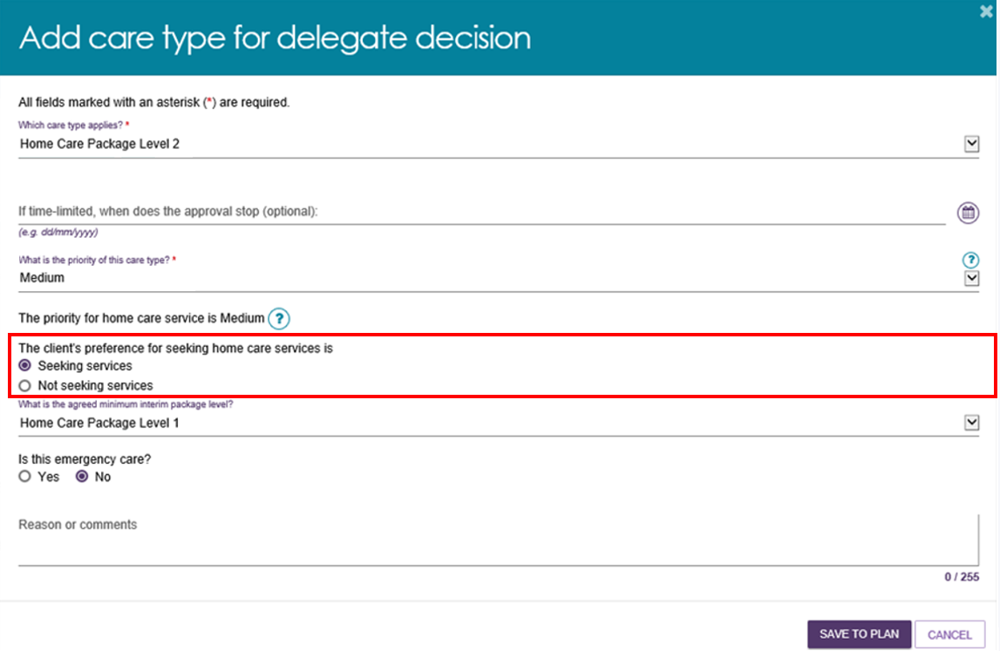 Add care type for delegate decision
All fields marked with an asterisk (*) are required.
Which care type applies? *
Home Care Package Level 2
If time-limited, when does the approval stop (optional):
(e.g. dd/mm/yyyy)
What is the priority of this care type? *
?
Medium
The priority for home care service is Medium ?
The client's preference for seeking home care services is
Seeking services
Not seeking services
What is the agreed minimum interim package level?
Home Care Package Level 1
Is this emergency care?
Yes No
Reason or comments
0 / 255
SAVE TO PLAN CANCEL